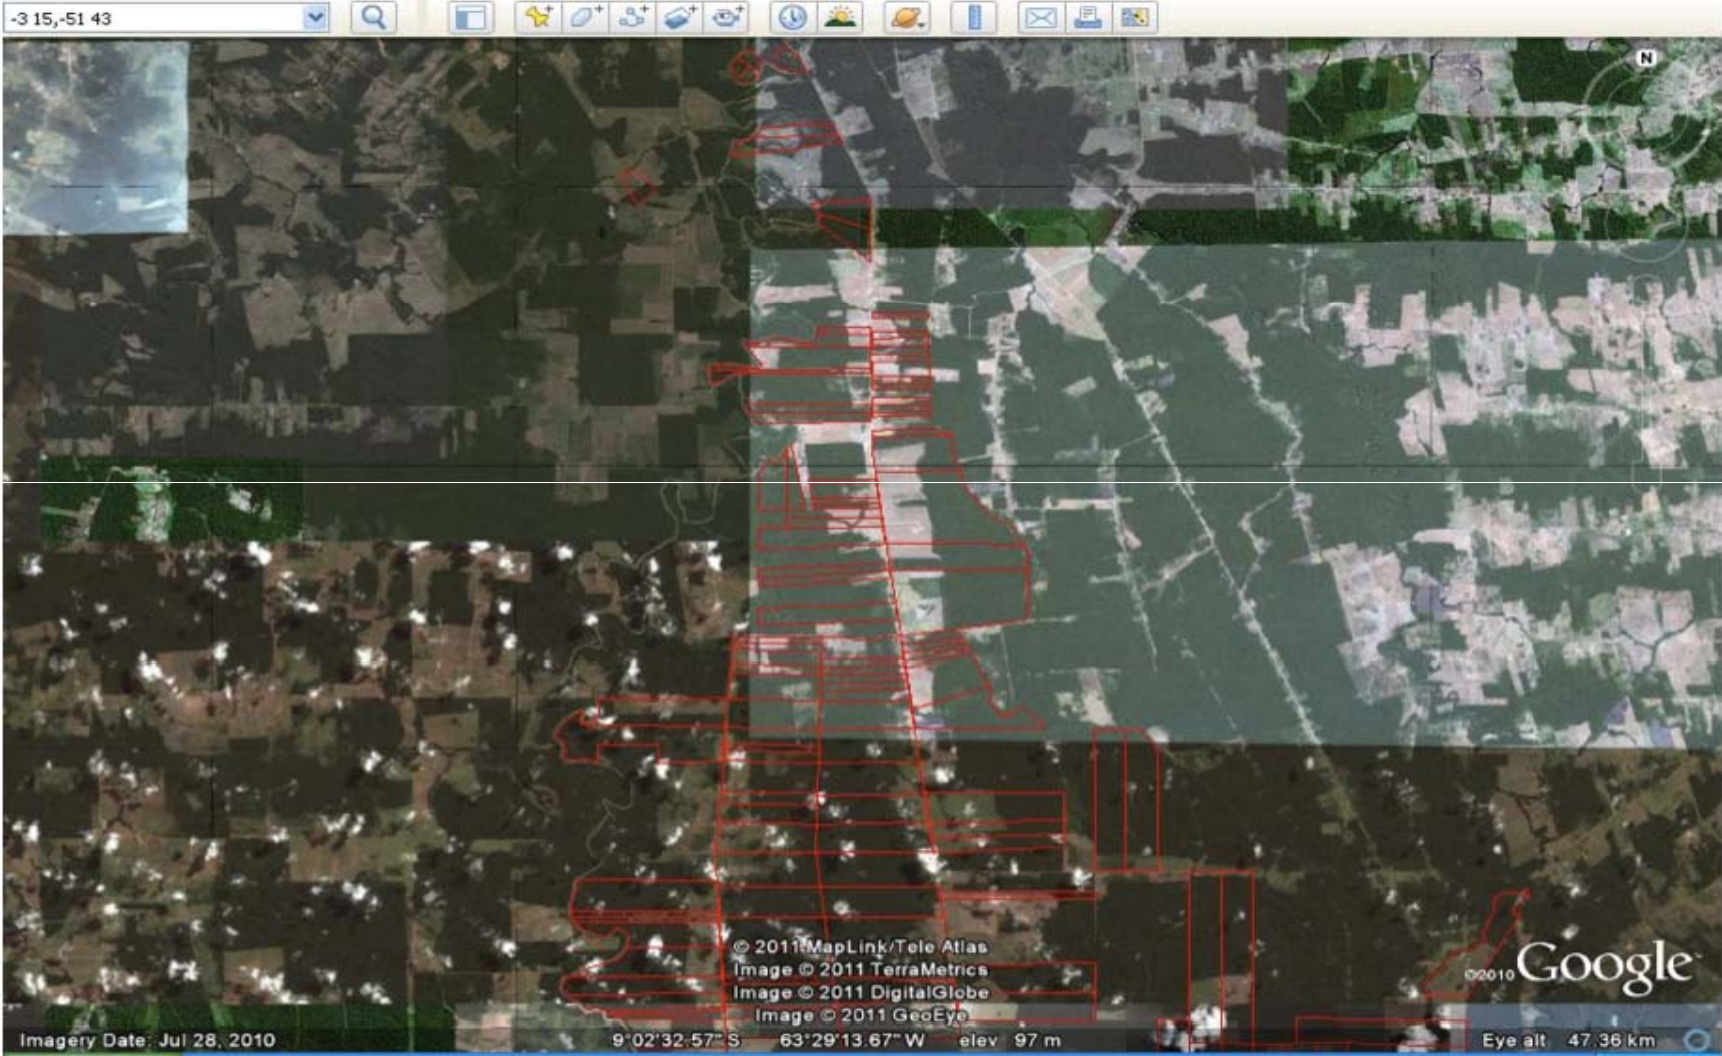 -3 15,-51 43
N
© 2011 MapLink/Tele Atlas
Image © 2011 TerraMetrics
Image © 2011 DigitalGlobe
Image © 2011 GeoEye
©2010 Google
Imagery Date: Jul 28, 2010 9°02'32.57" S 63°29'13.67" W elev 97 m Eye alt 47.36 km